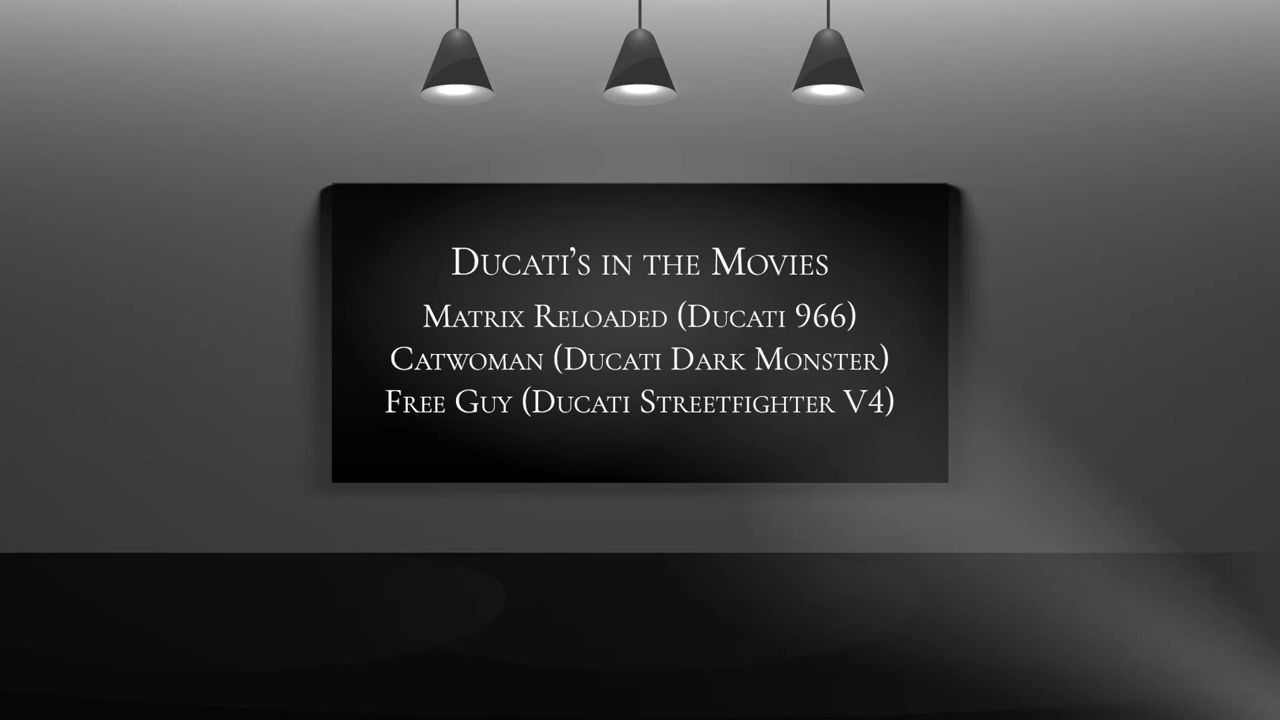 Ducati's in the Movies
Matrix Reloaded (Ducati 966)
Catwoman (Ducati Dark Monster)
Free Guy (Ducati Streetfighter V4)